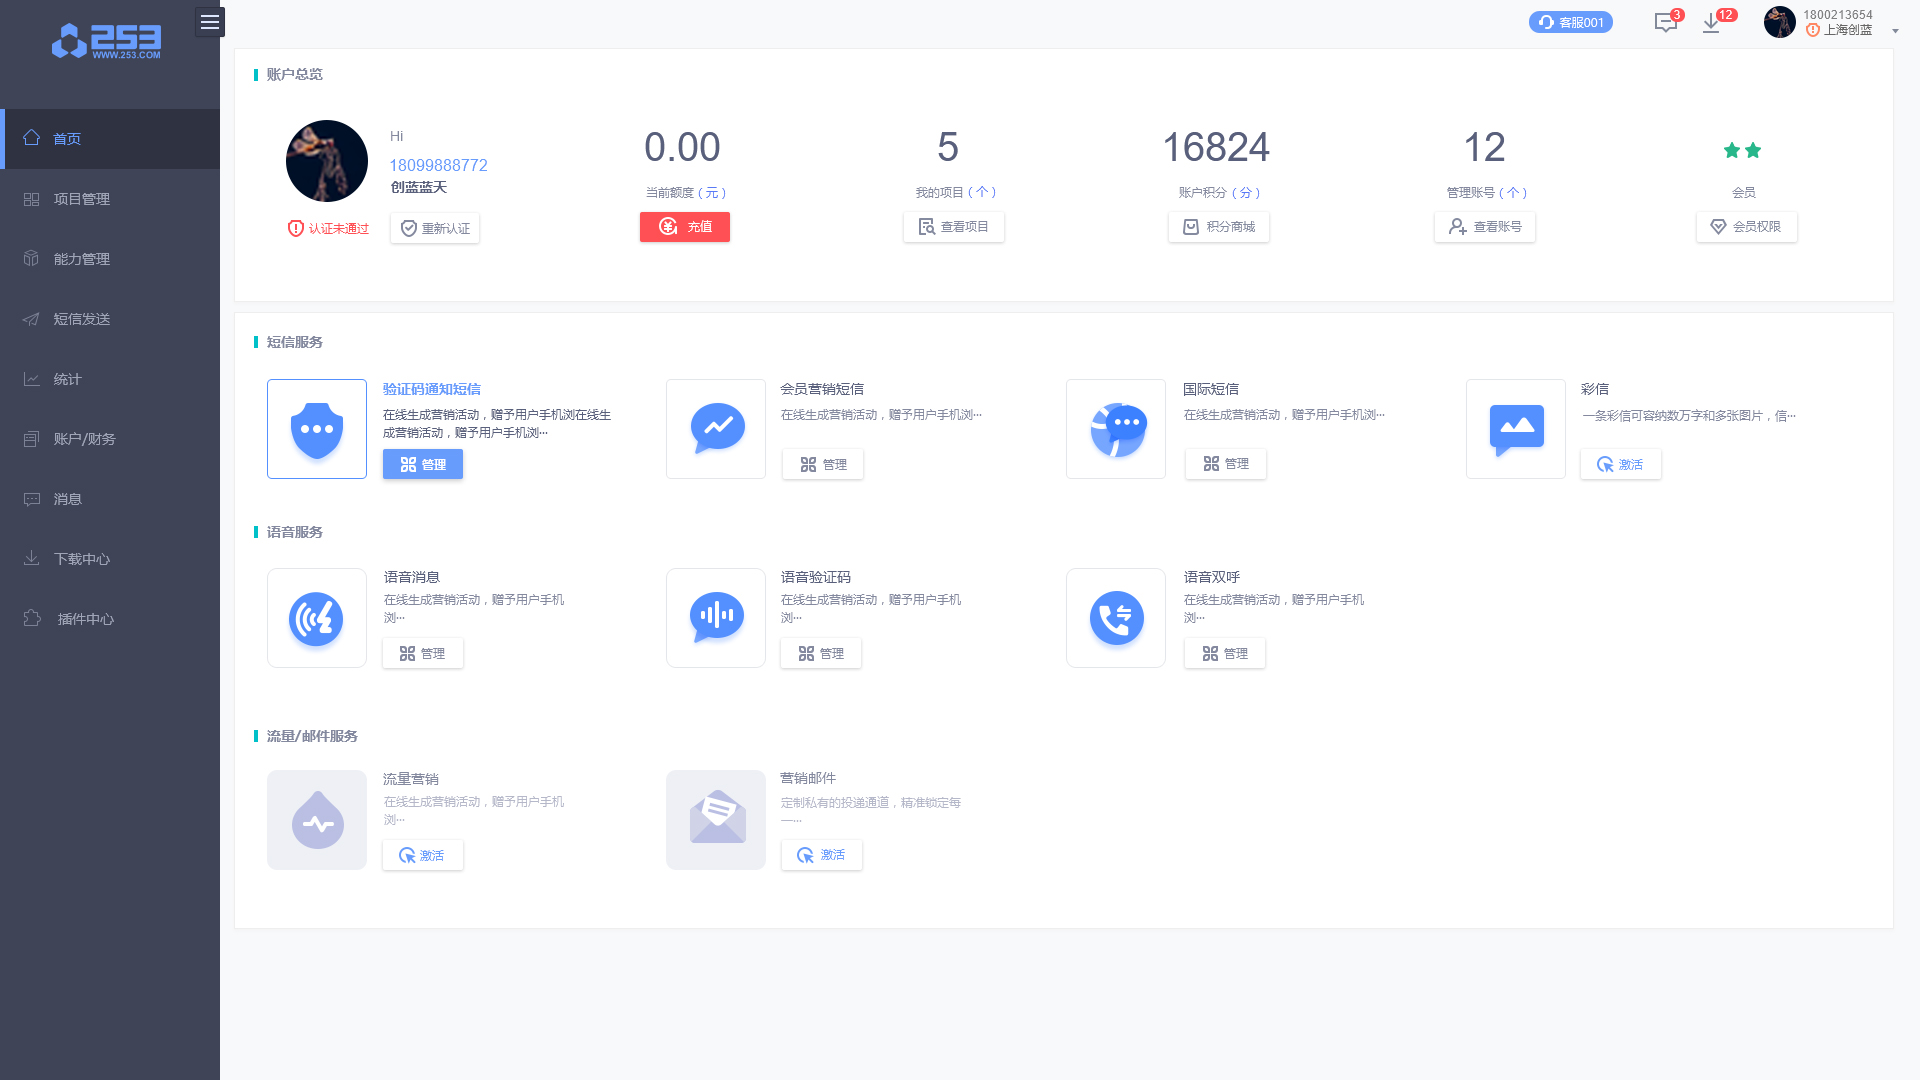 253
WWW.253.COM
客服001
3
12
1800213654
上海创蓝
首页
项目管理
能力管理
短信发送
统计
账户/财务
消息
下载中心
插件中心
账户总览
Hi
18099888772
创蓝蓝天
认证未通过
重新认证
0.00
当前额度（元）
充值
5
我的项目（个）
查看项目
16824
账户积分（分）
积分商城
12
管理账号（个）
查看账号
会员
会员权限
短信服务
验证码通知短信
在线生成营销活动，赠予用户手机浏在线生
成营销活动，赠予用户手机浏···
管理
会员营销短信
在线生成营销活动，赠予用户手机浏···
管理
国际短信
在线生成营销活动，赠予用户手机浏···
管理
彩信
一条彩信可容纳数万字和多张图片，信···
激活
语音服务
语音消息
在线生成营销活动，赠予用户手机
浏···
管理
语音验证码
在线生成营销活动，赠予用户手机
浏···
管理
语音双呼
在线生成营销活动，赠予用户手机
浏···
管理
流量/邮件服务
流量营销
在线生成营销活动，赠予用户手机
浏···
激活
营销邮件
定制私有的投递通道，精准锁定每
一···
激活